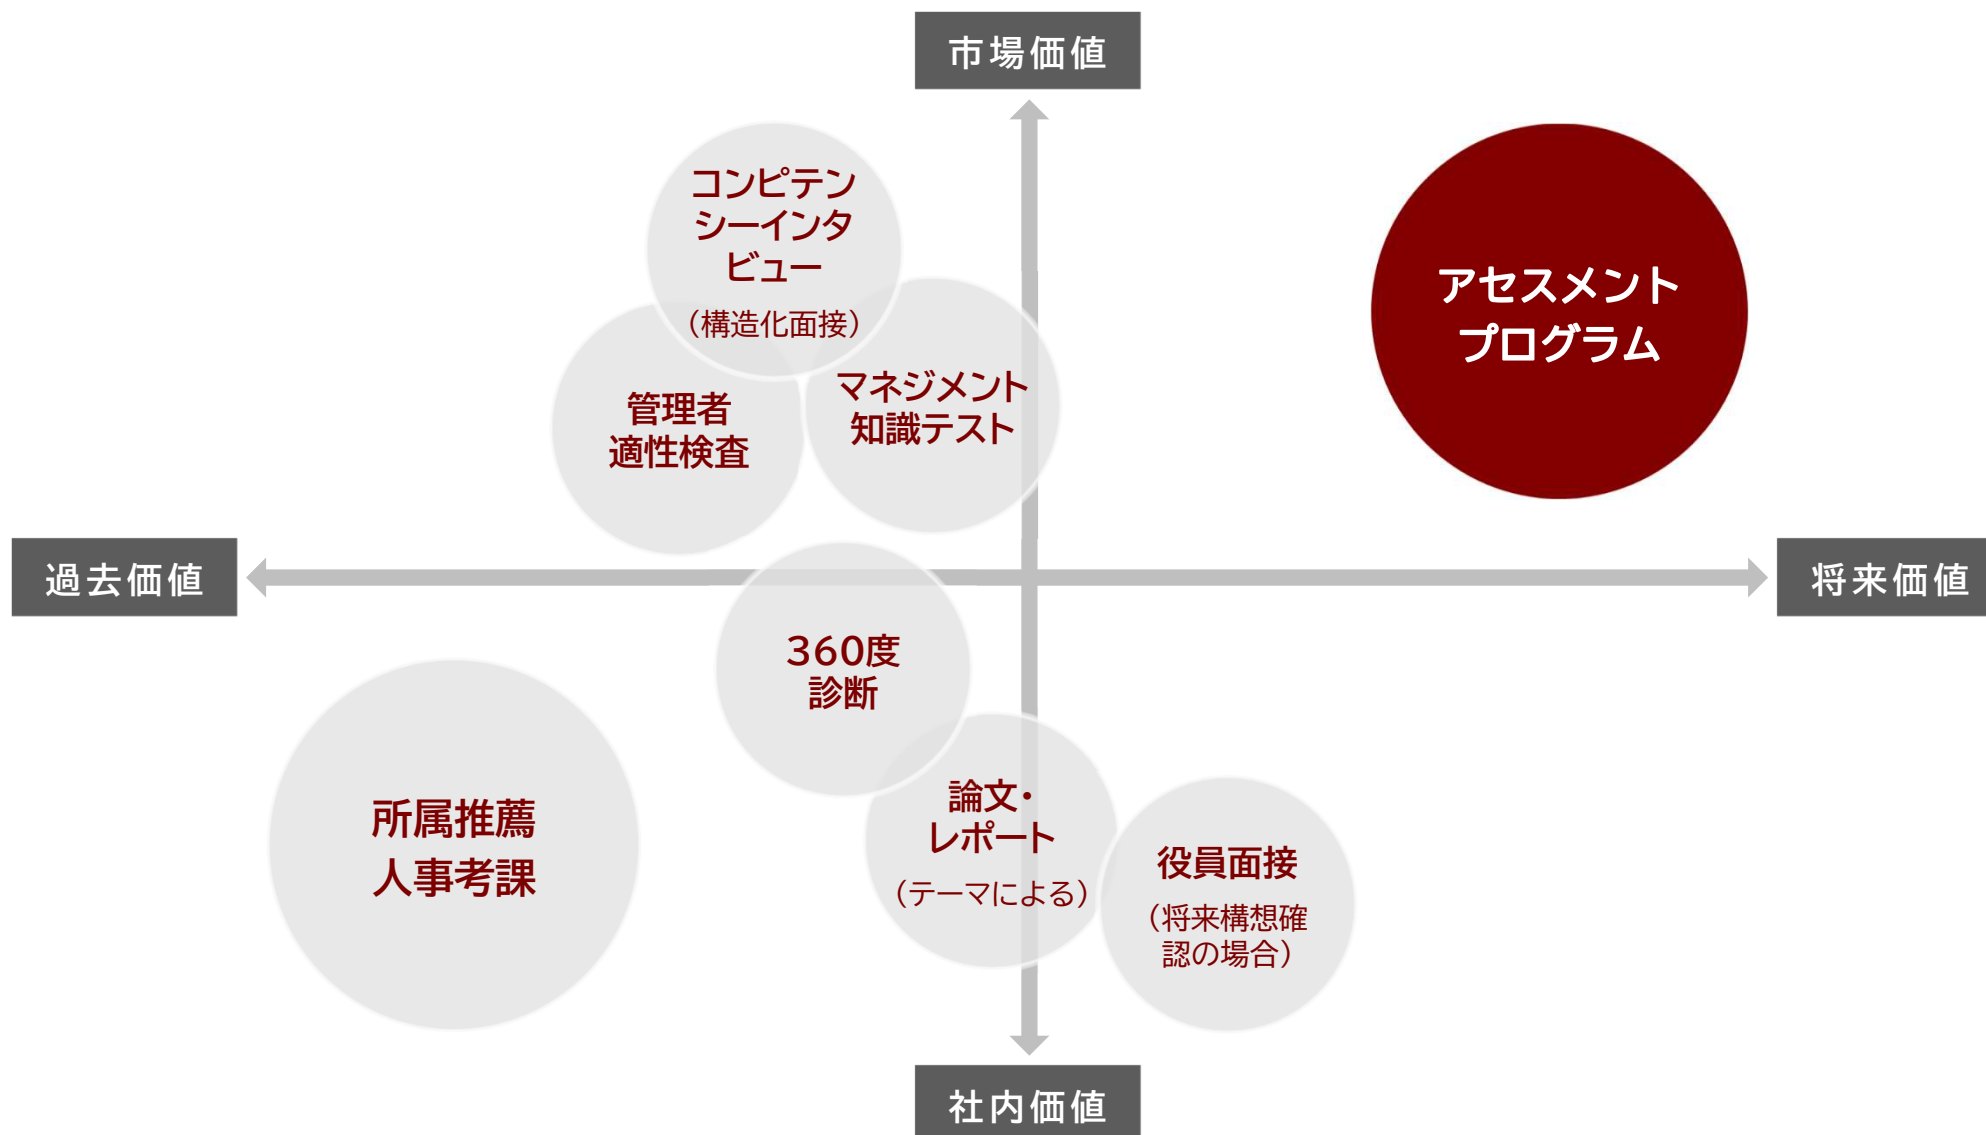 市場価値
コンピテン
シーインタ
ビュー
（構造化面接）
アセスメント
プログラム
マネジメント
知識テスト
管理者
適性検査
過去価値
将来価値
360度
診断
所属推薦
人事考課
論文・
レポート
（テーマによる）
役員面接
（将来構想確
認の場合）
社内価値